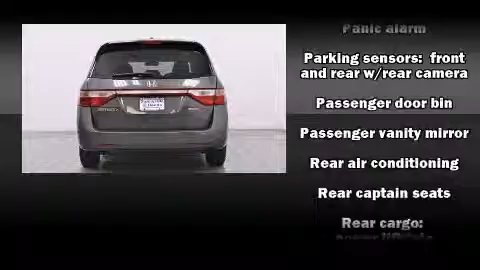 Panic alarm
Parking sensors: front
and rear w/rear camera
Passenger door bin
Passenger vanity mirror
Rear air conditioning
Rear captain seats
Rear cargo: